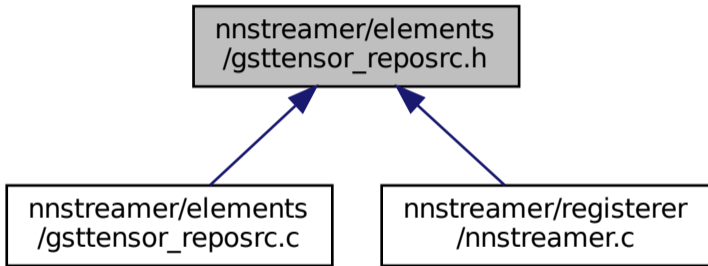 nnstreamer/elements
/gsttensor_reposrc.h
nnstreamer/elements
/gsttensor_reposrc.c
nnstreamer/registerer
/nnstreamer.c